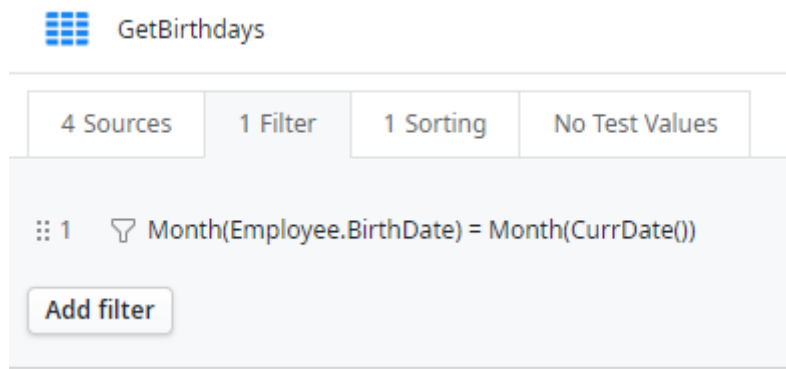 GetBirthdays
4 Sources 1 Filter 1 Sorting No Test Values
1 Month(Employee.BirthDate) = Month(CurrDate())
Add filter